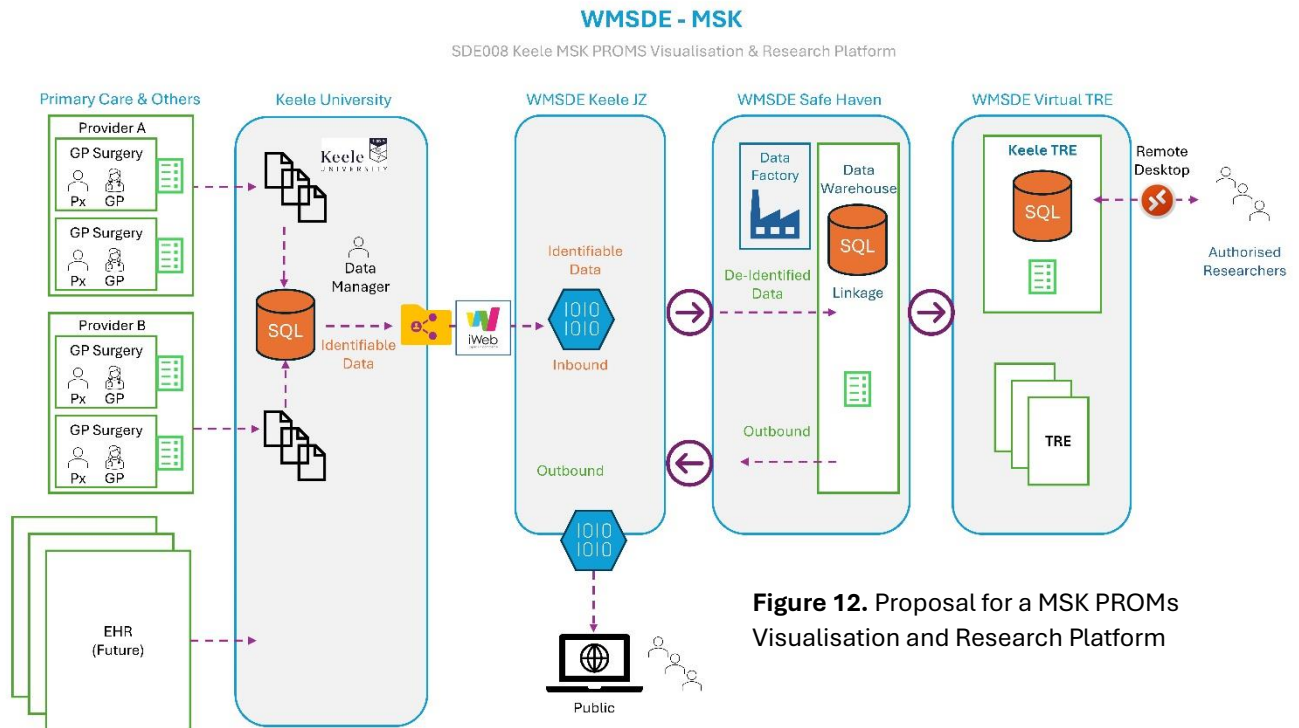 WMSDE - MSK
SDE008 Keele MSK PROMS Visualisation & Research Platform
Primary Care & Others
Keele University
WMSDE Keele JZ
WMSDE Safe Haven
WMSDE Virtual TRE
Provider A
GP Surgery
Px GP
GP Surgery
Px GP
Provider B
GP Surgery
Px GP
GP Surgery
Px GP
EHR
(Future)
Keele
UNIVERSITY
Data
Manager
SQL
Identifiable
Data
iWeb
Identifiable
Data
1010
1010
Inbound
Outbound
1010
1010
Public
Data
Factory
Data
Warehouse
SQL
Linkage
De-Identified
Data
Outbound
Keele TRE
SQL
TRE
Remote
Desktop
Authorised
Researchers
Figure 12. Proposal for a MSK PROMs
Visualisation and Research Platform